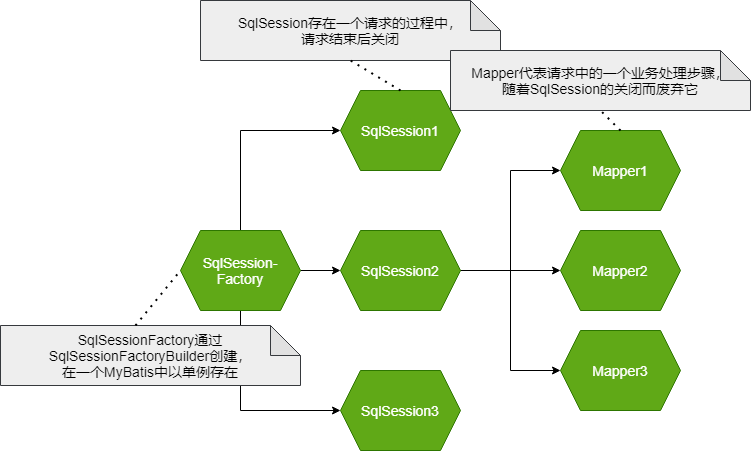 SqlSession存在一个请求的过程中，
请求结束后关闭
Mapper代表请求中的一个业务处理步骤，
随着SqlSession的关闭而废弃它
SqlSession1
Mapper1
SqlSession-
Factory
SqlSession2
Mapper2
SqlSessionFactory通过
SqlSessionFactoryBuilder创建，
在一个MyBatis中以单例存在
Mapper3
SqlSession3